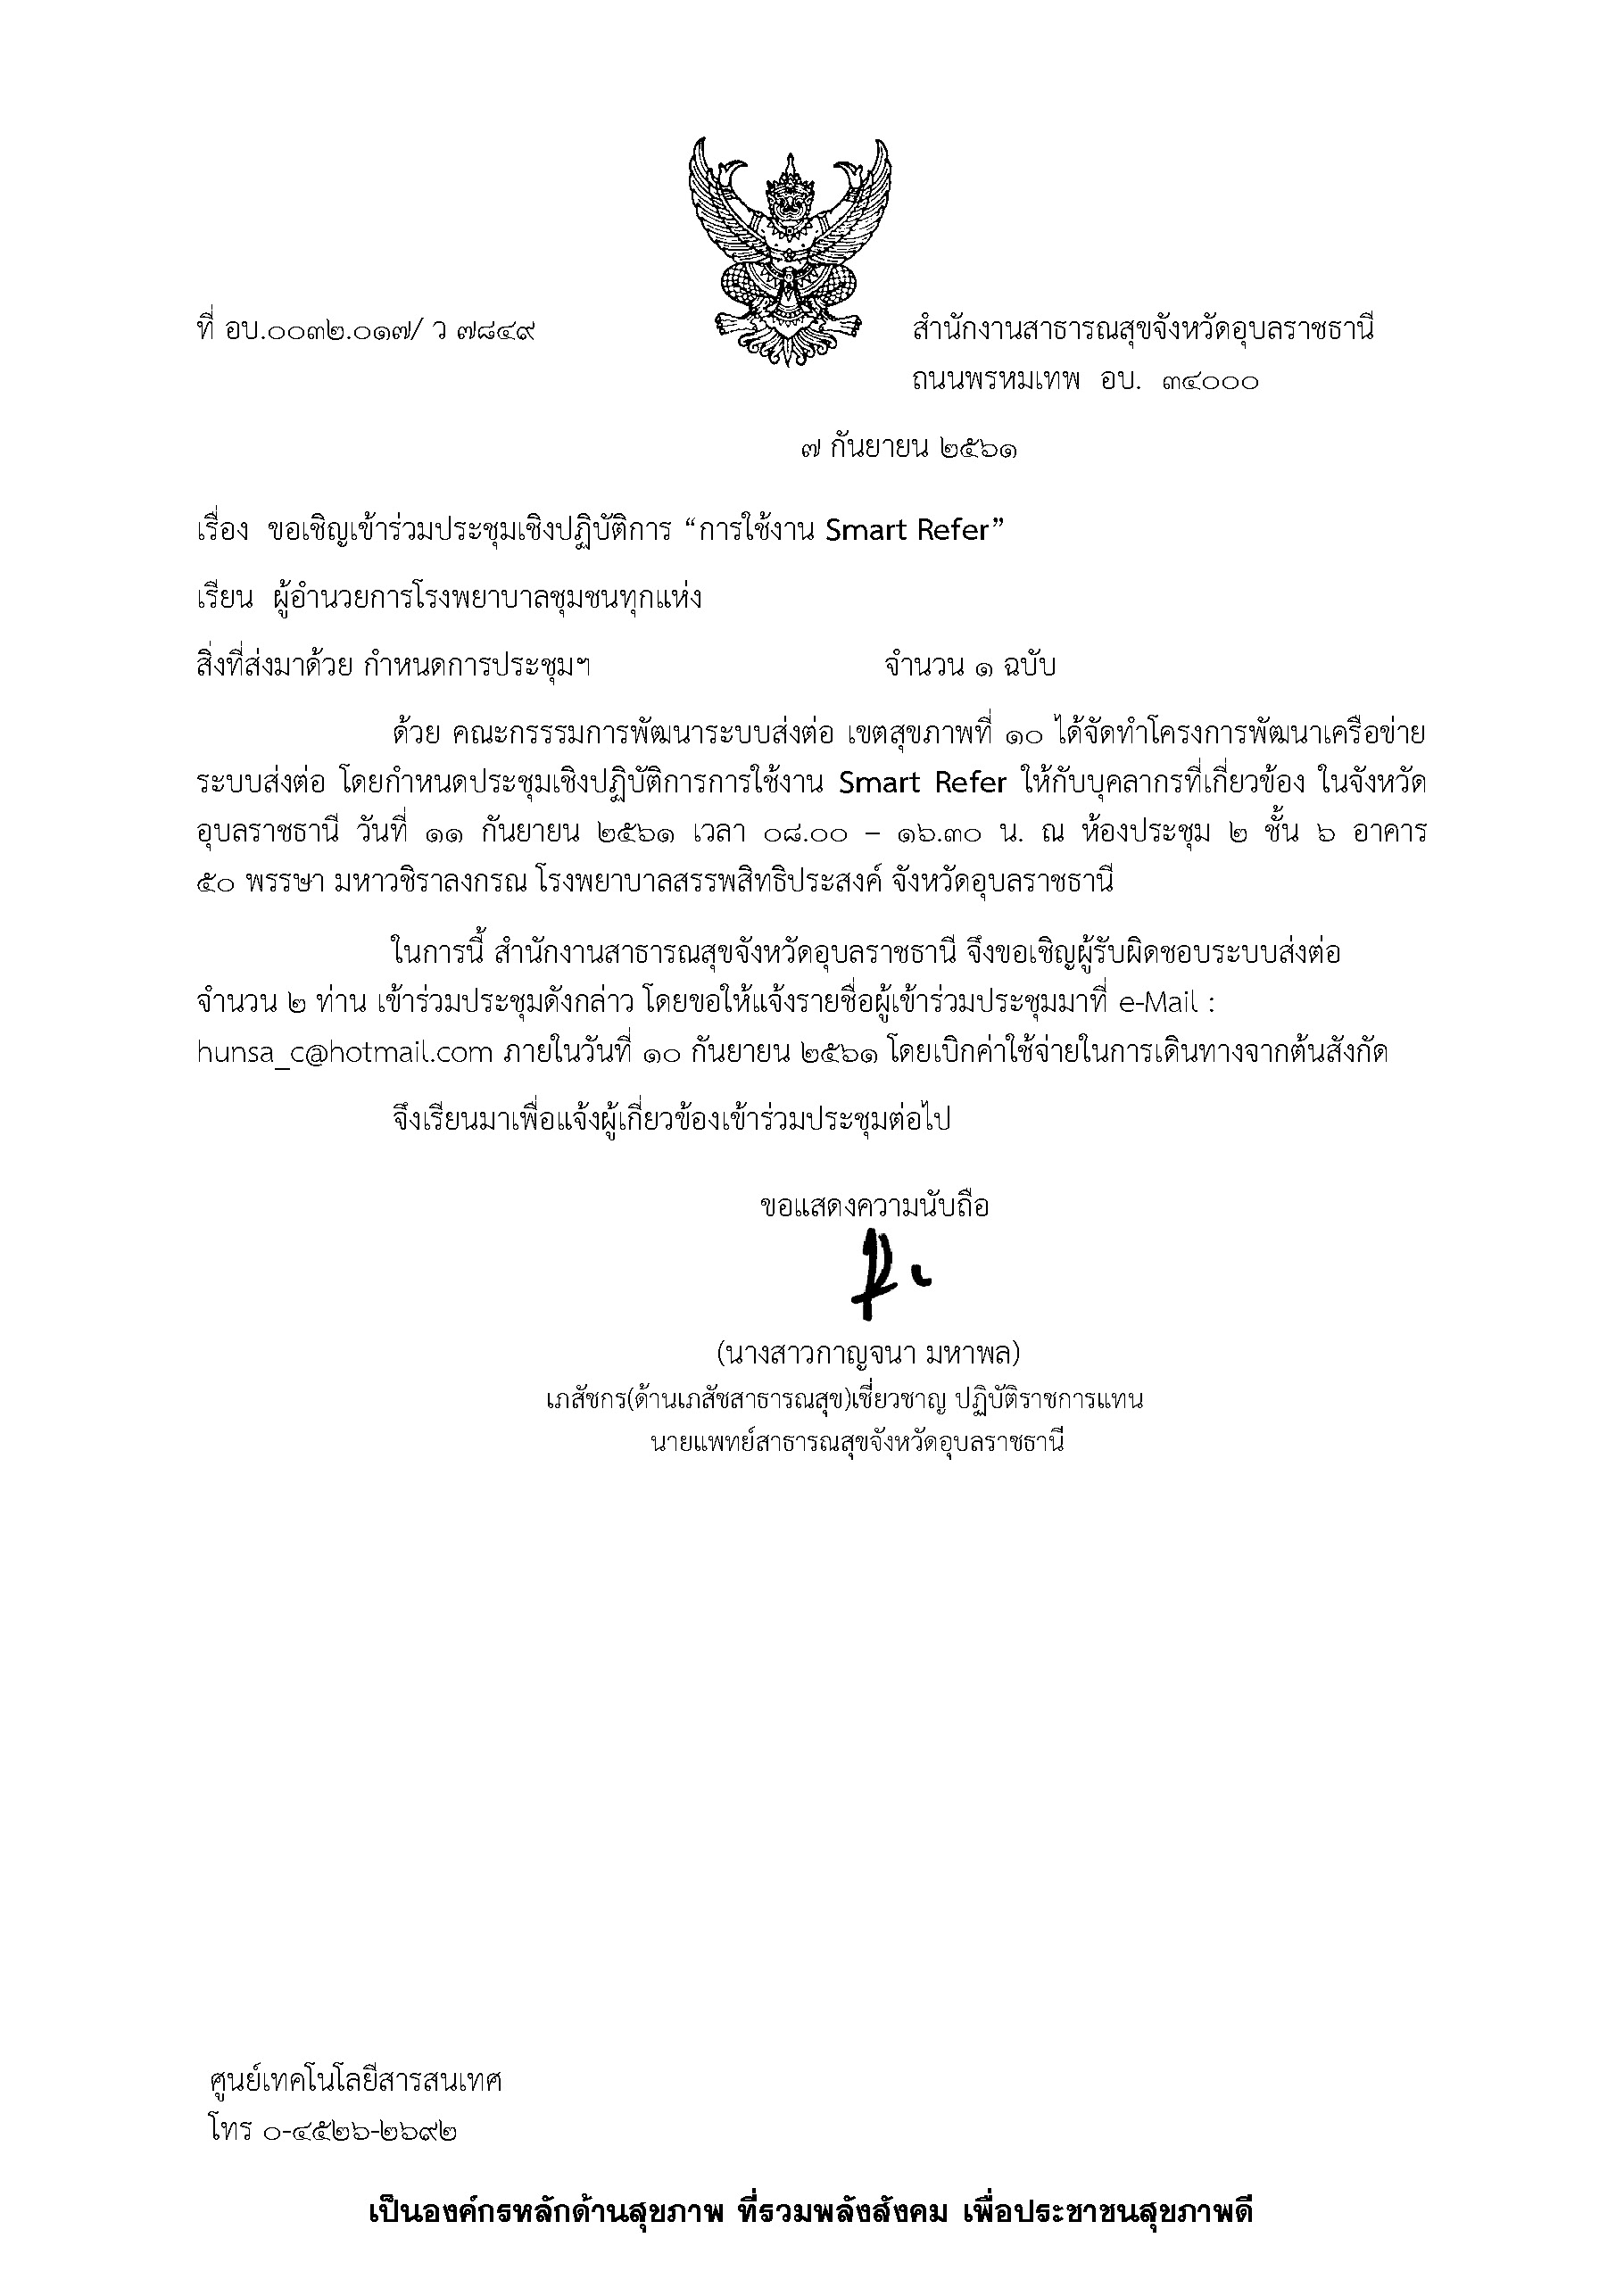 ที่ อบ.๐๐๓๒.๐๑๗/ ว ๗๘๔๙
สำนักงานสาธารณสุขจังหวัดอุบลราชธานี
ถนนพรหมเทพ อบ. ๓๔๐๐๐
๗ กันยายน ๒๕๖๑
เรื่อง ขอเชิญเข้าร่วมประชุมเชิงปฏิบัติการ “การใช้งาน Smart Refer”
เรียน ผู้อำนวยการโรงพยาบาลชุมชนทุกแห่ง
สิ่งที่ส่งมาด้วย กำหนดการประชุมฯ จำนวน ๑ ฉบับ
ด้วย คณะกรรรมการพัฒนาระบบส่งต่อ เขตสุขภาพที่ ๑๐ ได้จัดทำโครงการพัฒนาเครือข่าย
ระบบส่งต่อ โดยกำหนดประชุมเชิงปฏิบัติการการใช้งาน Smart Refer ให้กับบุคลากรที่เกี่ยวข้อง ในจังหวัด
อุบลราชธานี วันที่ ๑๑ กันยายน ๒๕๖๑ เวลา ๐๘.๐๐ – ๑๖.๓๐ น. ณ ห้องประชุม ๒ ชั้น ๖ อาคาร
๕๐ พรรษา มหาวชิราลงกรณ โรงพยาบาลสรรพสิทธิประสงค์ จังหวัดอุบลราชธานี
ในการนี้ สำนักงานสาธารณสุขจังหวัดอุบลราชธานี จึงขอเชิญผู้รับผิดชอบระบบส่งต่อ
จำนวน ๒ ท่าน เข้าร่วมประชุมดังกล่าว โดยขอให้แจ้งรายชื่อผู้เข้าร่วมประชุมมาที่ e-Mail :
hunsa_c@hotmail.com ภายในวันที่ ๑๐ กันยายน ๒๕๖๑ โดยเบิกค่าใช้จ่ายในการเดินทางจากต้นสังกัด
จึงเรียนมาเพื่อแจ้งผู้เกี่ยวข้องเข้าร่วมประชุมต่อไป
ขอแสดงความนับถือ
(นางสาวกาญจนา มหาพล)
เภสัชกร(ด้านเภสัชสาธารณสุข)เชี่ยวชาญ ปฏิบัติราชการแทน
นายแพทย์สาธารณสุขจังหวัดอุบลราชธานี
ศูนย์เทคโนโลยีสารสนเทศ
โทร ๐-๔๕๒๖-๒๖๙๒
เป็นองค์กรหลักด้านสุขภาพ ที่รวมพลังสังคม เพื่อประชาชนสุขภาพดี